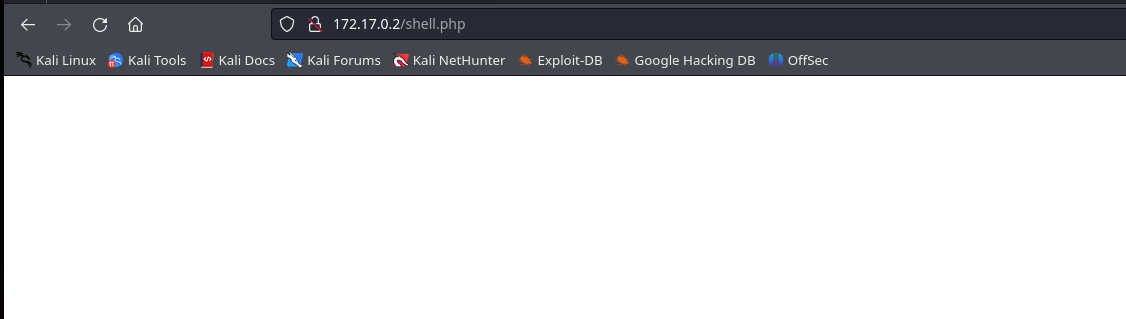 172.17.0.2/shell.php
Kali Linux Kali Tools Kali Docs Kali Forums Kali NetHunter Exploit-DB Google Hacking DB OffSec